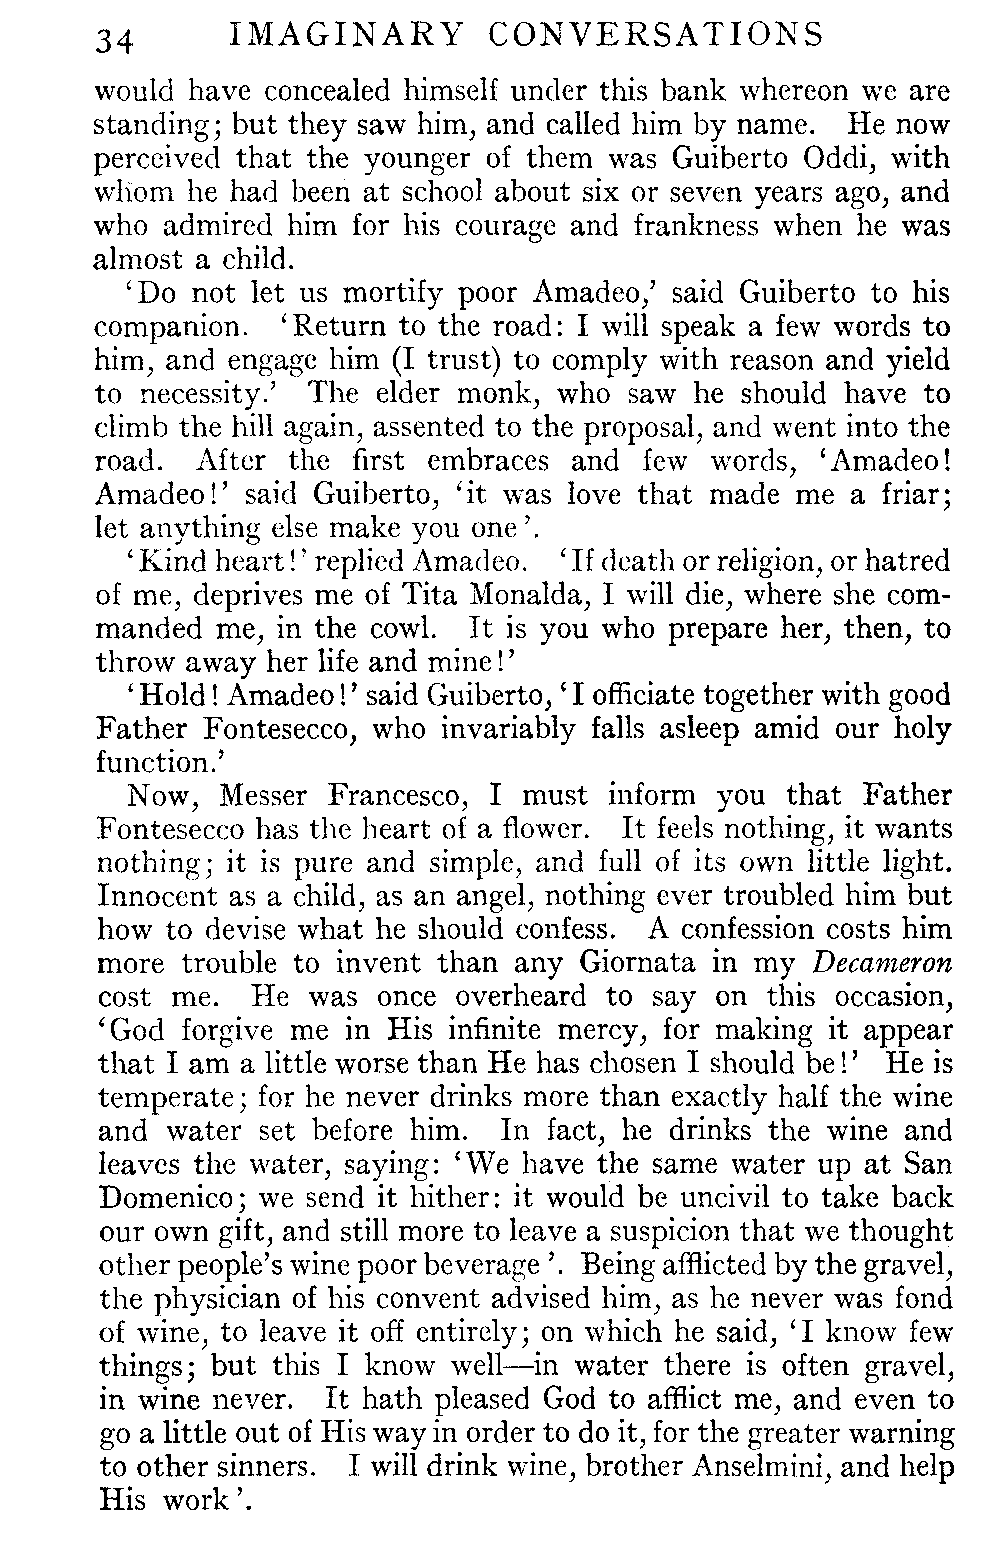 34 IMAGINARY CONVERSATIONS
would have concealed himself under this bank whereon we are
standing; but they saw him, and called him by name. He now
perceived that the younger of them was Guiberto Oddi, with
whom he had been at school about six or seven years ago, and
who admired him for his courage and frankness when he was
almost a child.
‘Do not let us mortify poor Amadeo,’ said Guiberto to his
companion. ‘Return to the road: I will speak a few words to
him, and engage him (I trust) to comply with reason and yield
to necessity.’ The elder monk, who saw he should have to
climb the hill again, assented to the proposal, and went into the
road. After the first embraces and few words, ‘Amadeo!
Amadeo!’ said Guiberto, ‘it was love that made me a friar;
let anything else make you one’.
‘Kind heart!’ replied Amadeo. ‘If death or religion, or hatred
of me, deprives me of Tita Monalda, I will die, where she com-
manded me, in the cowl. It is you who prepare her, then, to
throw away her life and mine!’
‘Hold! Amadeo!’ said Guiberto, ‘I officiate together with good
Father Fontesecco, who invariably falls asleep amid our holy
function.’
Now, Messer Francesco, I must inform you that Father
Fontesecco has the heart of a flower. It feels nothing, it wants
nothing; it is pure and simple, and full of its own little light.
Innocent as a child, as an angel, nothing ever troubled him but
how to devise what he should confess. A confession costs him
more trouble to invent than any Giornata in my Decameron
cost me. He was once overheard to say on this occasion,
‘God forgive me in His infinite mercy, for making it appear
that I am a little worse than He has chosen I should be!’ He is
temperate; for he never drinks more than exactly half the wine
and water set before him. In fact, he drinks the wine and
leaves the water, saying: ‘We have the same water up at San
Domenico; we send it hither: it would be uncivil to take back
our own gift, and still more to leave a suspicion that we thought
other people’s wine poor beverage’. Being afflicted by the gravel,
the physician of his convent advised him, as he never was fond
of wine, to leave it off entirely; on which he said, ‘I know few
things; but this I know well—in water there is often gravel,
in wine never. It hath pleased God to afflict me, and even to
go a little out of His way in order to do it, for the greater warning
to other sinners. I will drink wine, brother Anselmini, and help
His work’.